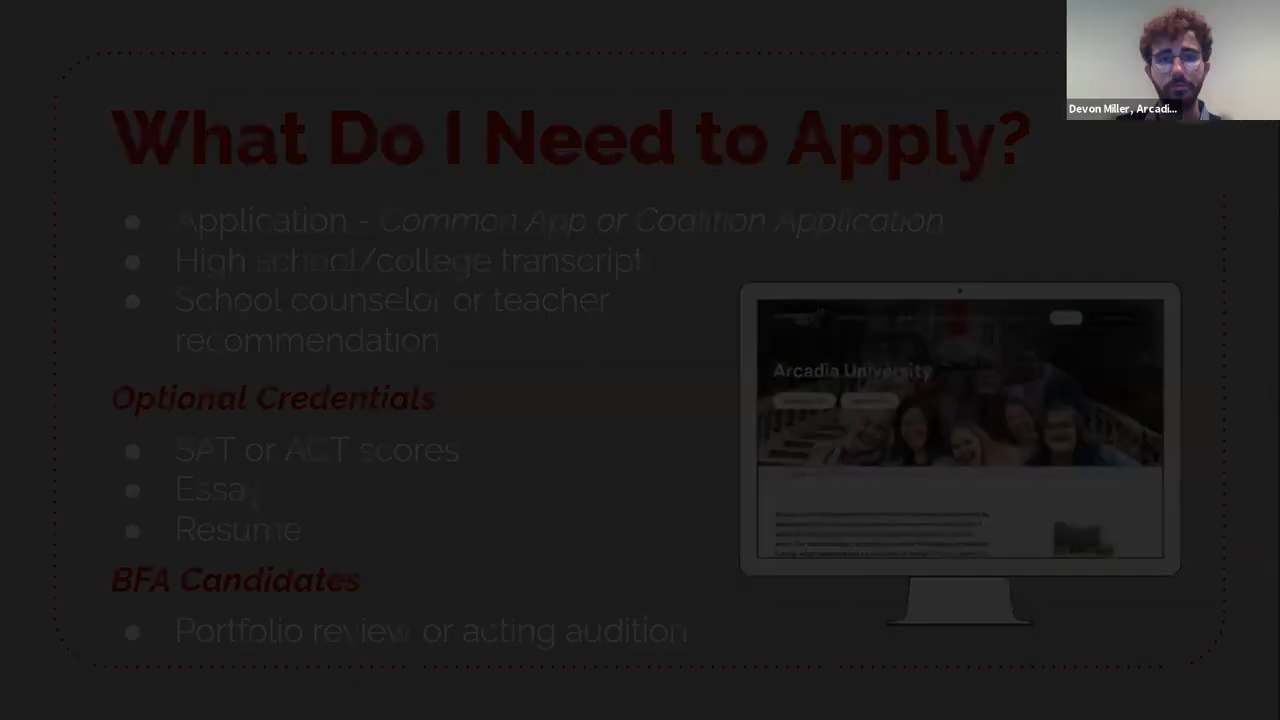 Devon Miller, Arcadi...
What Do I Need to Apply?
● Application - Common App or Coalition Application
● High school/college transcript
● School counselor or teacher
recommendation
Arcadia University
Optional Credentials
● SAT or ACT scores
● Essay
● Resume
BFA Candidates
● Portfolio review or acting audition